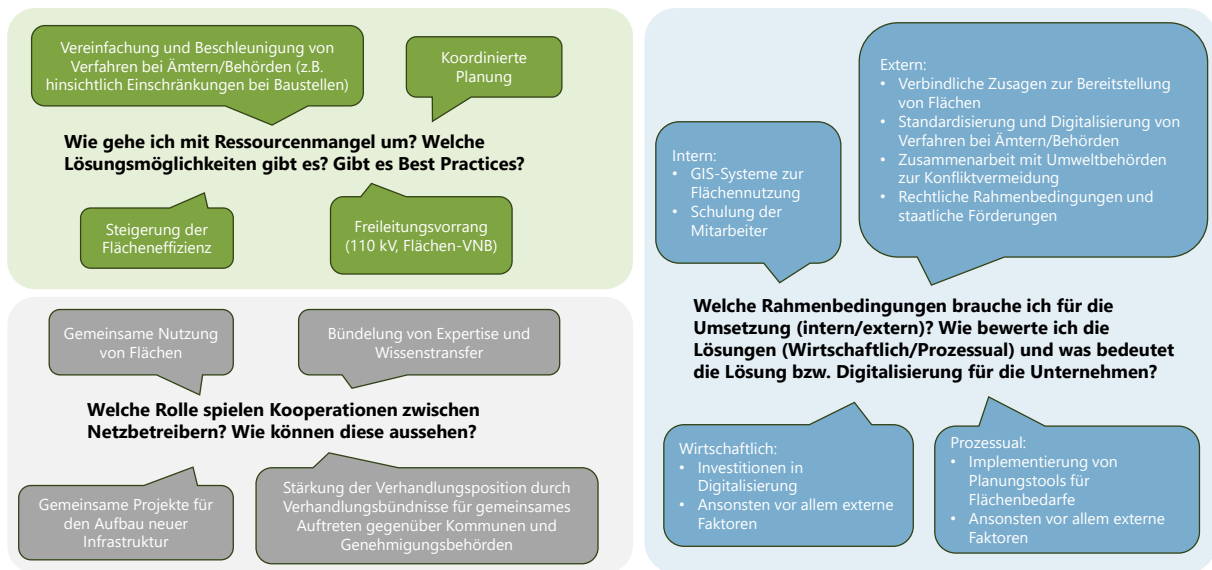 Vereinfachung und Beschleunigung von
Verfahren bei Ämtern/Behörden (z.B.
hinsichtlich Einschränkungen bei Baustellen)
Koordinierte
Planung
Wie gehe ich mit Ressourcenmangel um? Welche
Lösungsmöglichkeiten gibt es? Gibt es Best Practices?
Steigerung der
Flächeneffizienz
Freileitungsvorrang
(110 kV, Flächen-VNB)
Gemeinsame Nutzung
von Flächen
Bündelung von Expertise und
Wissenstransfer
Welche Rolle spielen Kooperationen zwischen
Netzbetreibern? Wie können diese aussehen?
Gemeinsame Projekte für
den Aufbau neuer
Infrastruktur
Stärkung der Verhandlungsposition durch
Verhandlungsbündnisse für gemeinsames
Auftreten gegenüber Kommunen und
Genehmigungsbehörden
Intern:
• GIS-Systeme zur
Flächennutzung
• Schulung der
Mitarbeiter
Extern:
• Verbindliche Zusagen zur Bereitstellung
von Flächen
• Standardisierung und Digitalisierung von
Verfahren bei Ämtern/Behörden
• Zusammenarbeit mit Umweltbehörden
zur Konfliktvermeidung
• Rechtliche Rahmenbedingungen und
staatliche Förderungen
Welche Rahmenbedingungen brauche ich für die
Umsetzung (intern/extern)? Wie bewerte ich die
Lösungen (Wirtschaftlich/Prozessual) und was bedeutet
die Lösung bzw. Digitalisierung für die Unternehmen?
Wirtschaftlich:
• Investitionen in
Digitalisierung
• Ansonsten vor allem externe
Faktoren
Prozessual:
• Implementierung von
Planungstools für
Flächenbedarfe
• Ansonsten vor allem externe
Faktoren